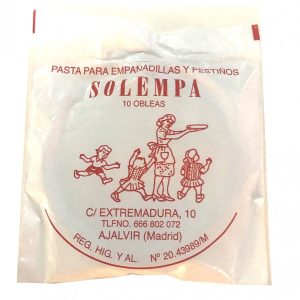 PASTA PARA EMPANADILLAS Y PESTIÑOS
SOLEMPA
10 OBLEAS
C/ EXTREMADURA, 10
TLFNO. 666 802 072
AJALVIR (Madrid)
REG. HIG. Y AL. Nº 20.43989/M